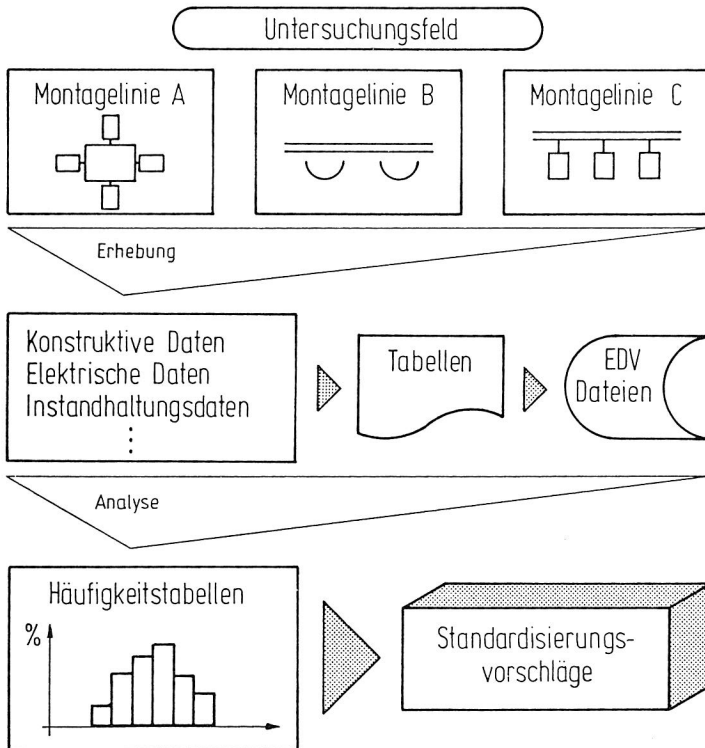 Untersuchungsfeld
Montagelinie A
Montagelinie B
Montagelinie C
Erhebung
Konstruktive Daten
Elektrische Daten
Instandhaltungsdaten
⋮
Tabellen
EDV
Dateien
Analyse
Häufigkeitstabellen
%
Standardisierungs-
vorschläge